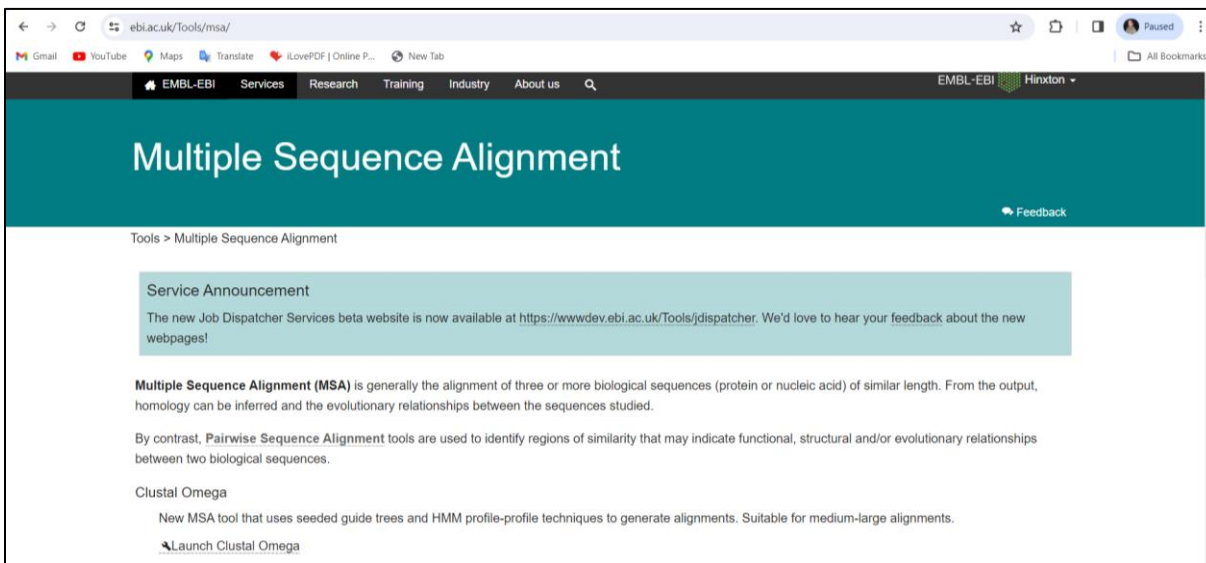 ebi.ac.uk/Tools/msa/
Paused
Gmail YouTube Maps Translate iLovePDF | Online P... New Tab All Bookmarks
EMBL-EBI Services Research Training Industry About us EMBL-EBI Hinxton
Multiple Sequence Alignment
Feedback
Tools > Multiple Sequence Alignment
Service Announcement
The new Job Dispatcher Services beta website is now available at https://wwwdev.ebi.ac.uk/Tools/jdispatcher. We'd love to hear your feedback about the new
webpages!
Multiple Sequence Alignment (MSA) is generally the alignment of three or more biological sequences (protein or nucleic acid) of similar length. From the output,
homology can be inferred and the evolutionary relationships between the sequences studied.
By contrast, Pairwise Sequence Alignment tools are used to identify regions of similarity that may indicate functional, structural and/or evolutionary relationships
between two biological sequences.
Clustal Omega
New MSA tool that uses seeded guide trees and HMM profile-profile techniques to generate alignments. Suitable for medium-large alignments.
Launch Clustal Omega